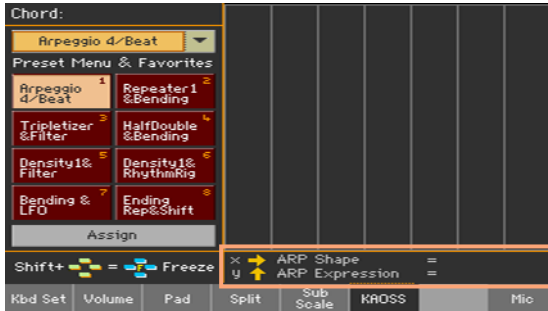 Chord:
Arpeggio 4/Beat
Preset Menu & Favorites
Arpeggio 1
4/Beat
Repeater1 2
&Bending
Tripletizer 3
&Filter
HalfDouble 4
&Bending
Density1& 5
Filter
Density1& 6
RhythmRig
Bending & 7
LFO
Ending 8
Rep&Shift
Assign
Shift+ = F Freeze
x ARP Shape =
y ARP Expression =
Kbd Set Volume Pad Split Sub Scale KAOSS Mic